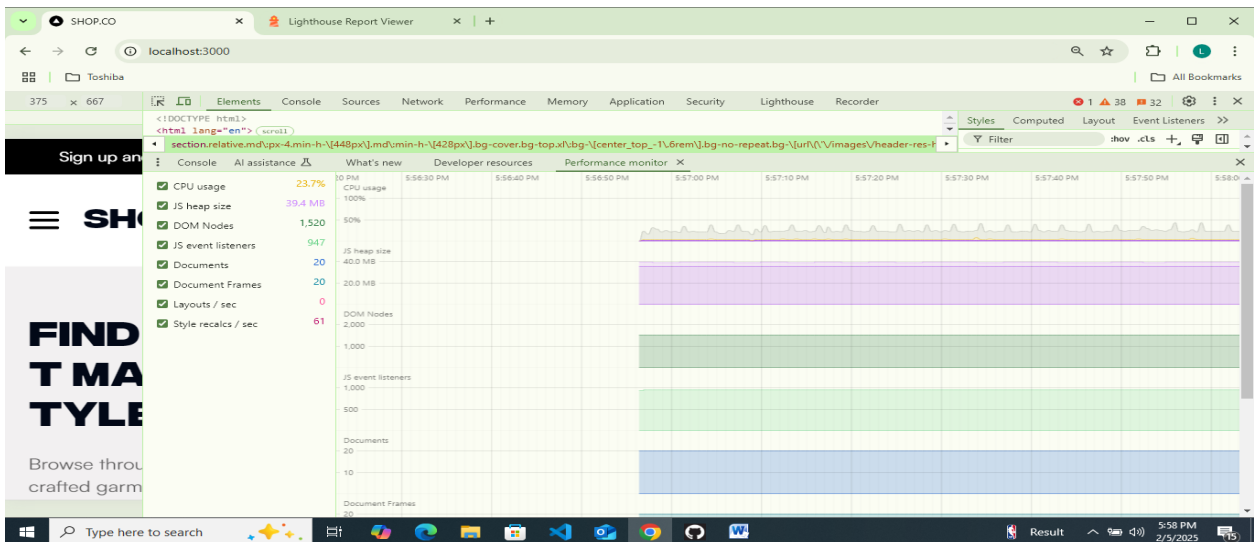 SHOP.CO
Lighthouse Report Viewer
localhost:3000
Toshiba
All Bookmarks
375 × 667
Elements Console Sources Network Performance Memory Application Security Lighthouse Recorder
1 38 32
<!DOCTYPE html>
<html lang="en"> scroll
section.relative.md\:px-4.min-h-\[448px\].md\:min-h-\[428px\].bg-cover.bg-top.xl\:bg-\[center_top_-1\.6rem\].bg-no-repeat.bg-\[url\(\'\/images\/header-res-h
Styles Computed Layout Event Listeners
Filter :hov .cls
Console AI assistance What's new Developer resources Performance monitor
Sign up an
SH
FIND
T MA
TYLE
Browse throu
crafted garm
CPU usage 23.7%
JS heap size 39.4 MB
DOM Nodes 1,520
JS event listeners 947
Documents 20
Document Frames 20
Layouts / sec 0
Style recalcs / sec 61
20 PM 5:56:30 PM 5:56:40 PM 5:56:50 PM 5:57:00 PM 5:57:10 PM 5:57:20 PM 5:57:30 PM 5:57:40 PM 5:57:50 PM 5:58:0
CPU usage
100%
50%
JS heap size
40.0 MB
20.0 MB
DOM Nodes
2,000
1,000
JS event listeners
1,000
500
Documents
20
10
Document Frames
20
Type here to search
Result
5:58 PM
2/5/2025
15